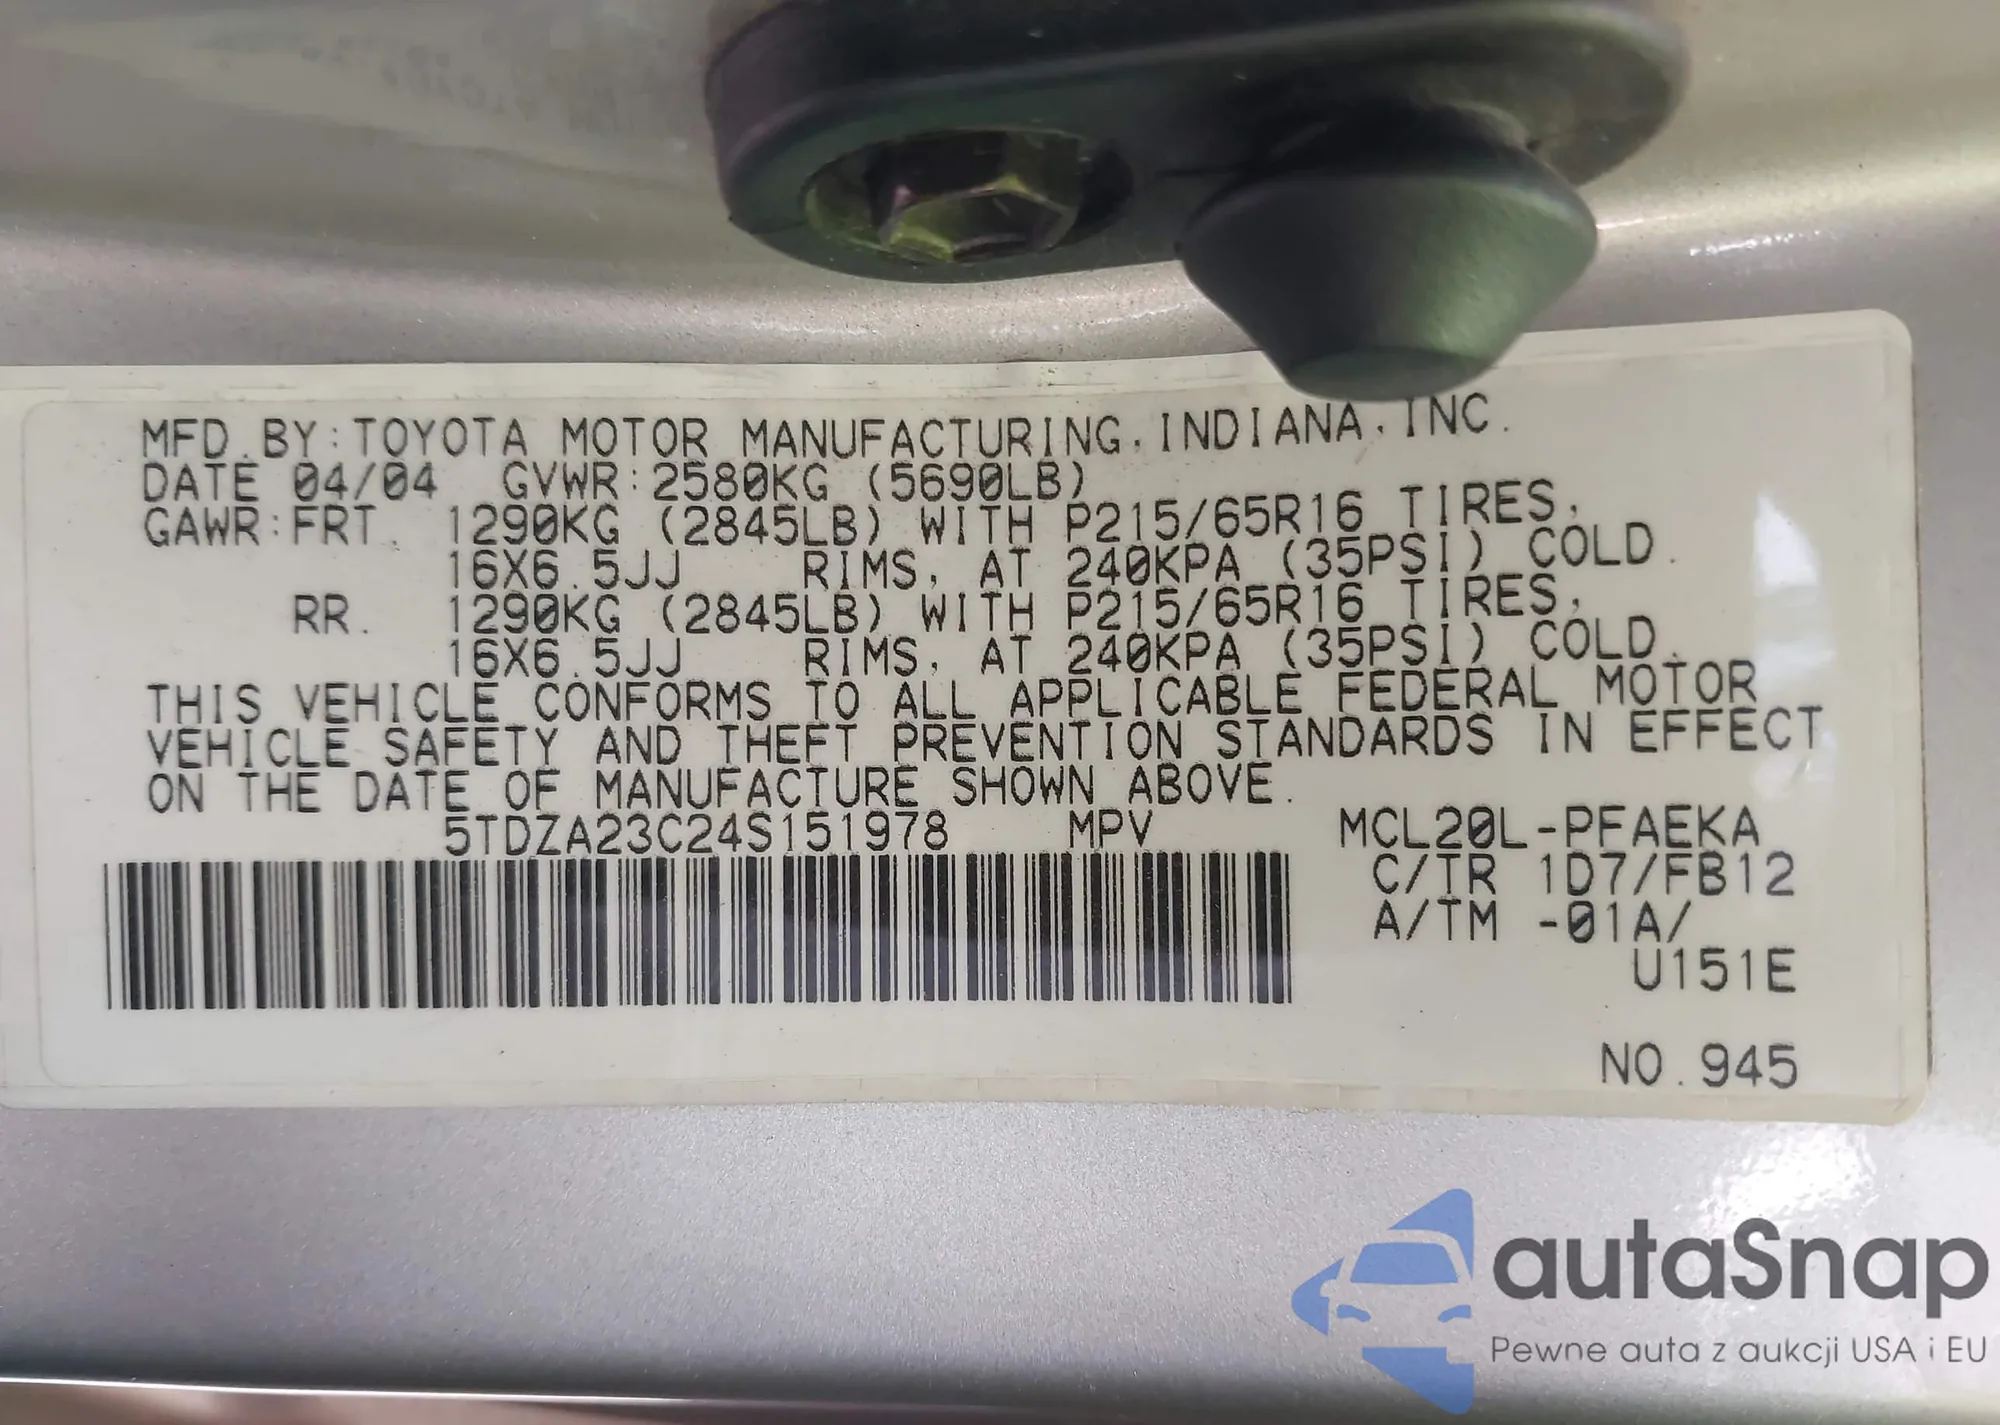 MFD.BY:TOYOTA MOTOR MANUFACTURING,INDIANA,INC.
DATE 04/04 GVWR:2580KG (5690LB)
GAWR:FRT. 1290KG (2845LB) WITH P215/65R16 TIRES,
16X6.5JJ RIMS, AT 240KPA (35PSI) COLD.
RR. 1290KG (2845LB) WITH P215/65R16 TIRES,
16X6.5JJ RIMS, AT 240KPA (35PSI) COLD.
THIS VEHICLE CONFORMS TO ALL APPLICABLE FEDERAL MOTOR
VEHICLE SAFETY AND THEFT PREVENTION STANDARDS IN EFFECT
ON THE DATE OF MANUFACTURE SHOWN ABOVE.
5TDZA23C24S151978 MPV MCL20L-PFAEKA
C/TR 1D7/FB12
A/TM -01A/
U151E
NO.945
autaSnap
Pewne auta z aukcji USA i EU